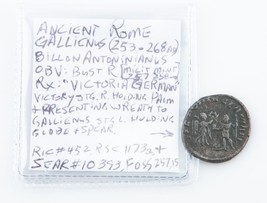 ANCIENT ROME
GALLIENUS (253-268AD)
BILLON ANTONINIANUS
OBV: BUST R
RX: "VICTORIA GERMAN
VICTORY STG R. HOLDING PALM
+ PRESENTING WREATH TO
GALLIENUS STG L HOLDING
GLOBE + SPEAR
RIC #452 RSC 1173a +
SEAR #10393, FOSS 257,15